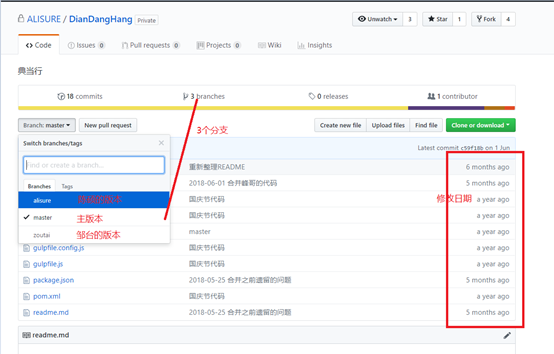 ALISURE / DianDangHang Private
Unwatch 3 Star 1 Fork 4
Code Issues 0 Pull requests 0 Projects 0 Wiki Insights
典当行
18 commits 3 branches 0 releases 1 contributor
3个分支
Branch: master New pull request Create new file Upload files Find file Clone or download
Switch branches/tags
Latest commit c59f18b on 1 Jun
Find or create a branch...
重新整理README 6 months ago
Branches Tags
2018-06-01 合并峰哥的代码 5 months ago
alisure 的版本 国庆节代码 a year ago
修改日期
master 主版本 master a year ago
zoutai 邹台的版本 国庆节代码 a year ago
gulpfile.config.js 国庆节代码 a year ago
gulpfile.js 国庆节代码 a year ago
package.json 2018-05-25 合并之前遗留的问题 5 months ago
pom.xml 国庆节代码 a year ago
readme.md 2018-05-25 合并之前遗留的问题 5 months ago
readme.md